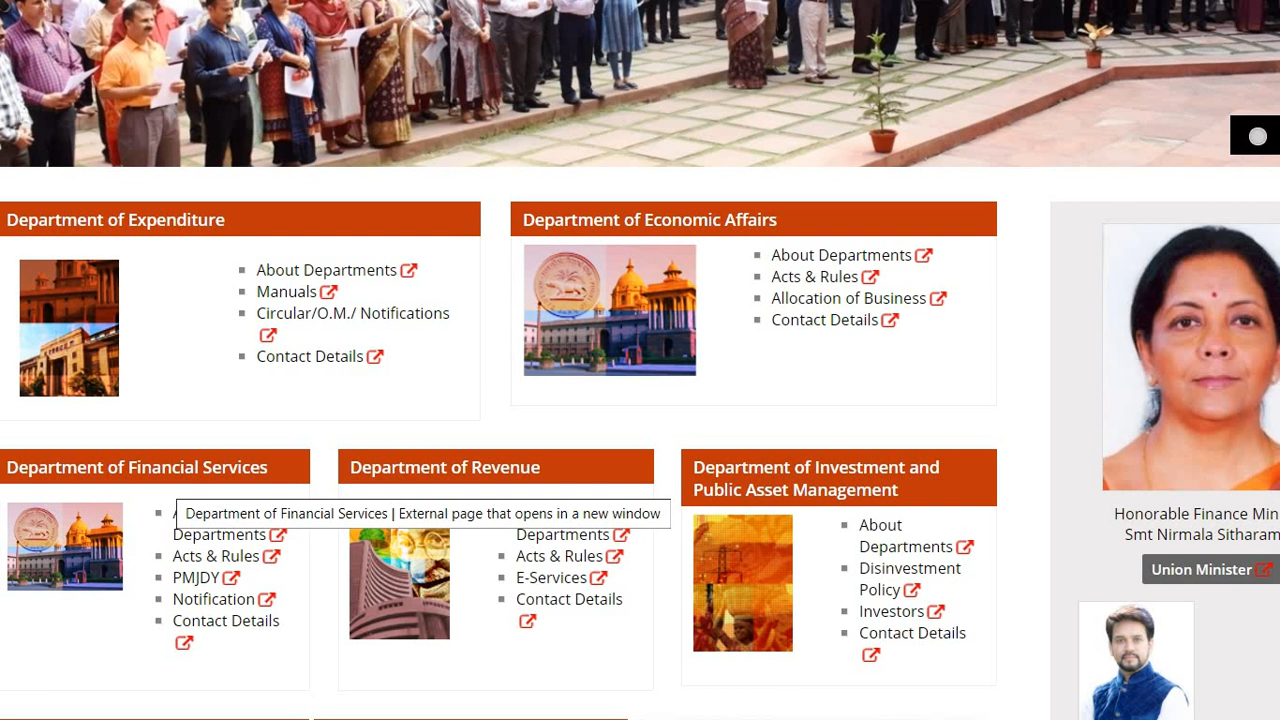 Department of Expenditure
About Departments
Manuals
Circular/O.M./ Notifications
Contact Details
Department of Economic Affairs
About Departments
Acts & Rules
Allocation of Business
Contact Details
Department of Financial Services
Department of Financial Services | External page that opens in a new window
Departments
Acts & Rules
PMJDY
Notification
Contact Details
Department of Revenue
Departments
Acts & Rules
E-Services
Contact Details
Department of Investment and
Public Asset Management
About
Departments
Disinvestment
Policy
Investors
Contact Details
Honorable Finance Min
Smt Nirmala Sitharam
Union Minister